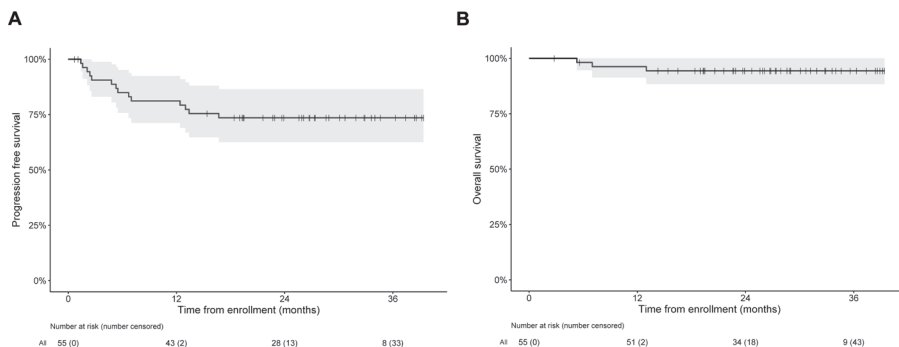 A
Progression free survival
100%
75%
50%
25%
0%
0 12 24 36
Time from enrollment (months)
Number at risk (number censored)
All 55 (0) 43 (2) 28 (13) 8 (33)
B
Overall survival
100%
75%
50%
25%
0%
0 12 24 36
Time from enrollment (months)
Number at risk (number censored)
All 55 (0) 51 (2) 34 (18) 9 (43)